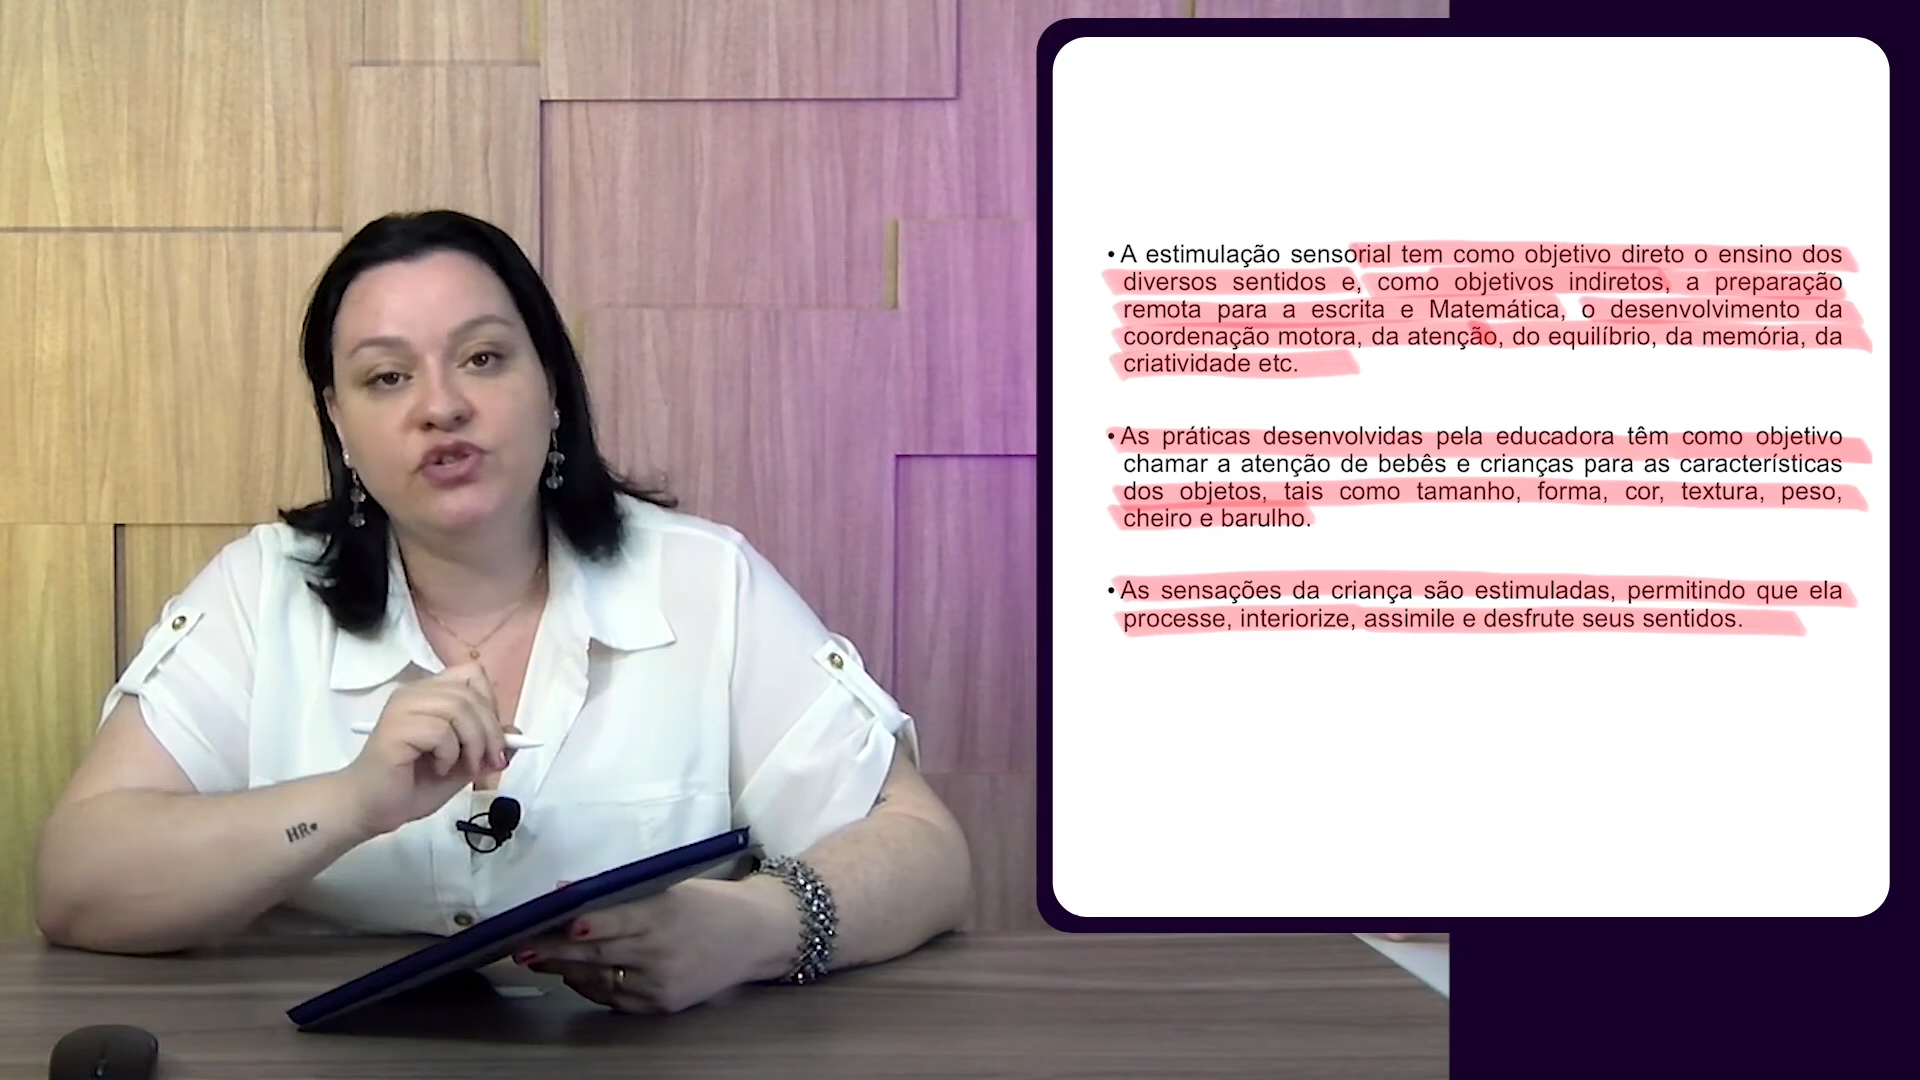 • A estimulação sensorial tem como objetivo direto o ensino dos
diversos sentidos e, como objetivos indiretos, a preparação
remota para a escrita e Matemática, o desenvolvimento da
coordenação motora, da atenção, do equilíbrio, da memória, da
criatividade etc.
• As práticas desenvolvidas pela educadora têm como objetivo
chamar a atenção de bebês e crianças para as características
dos objetos, tais como tamanho, forma, cor, textura, peso,
cheiro e barulho.
• As sensações da criança são estimuladas, permitindo que ela
processe, interiorize, assimile e desfrute seus sentidos.
HR